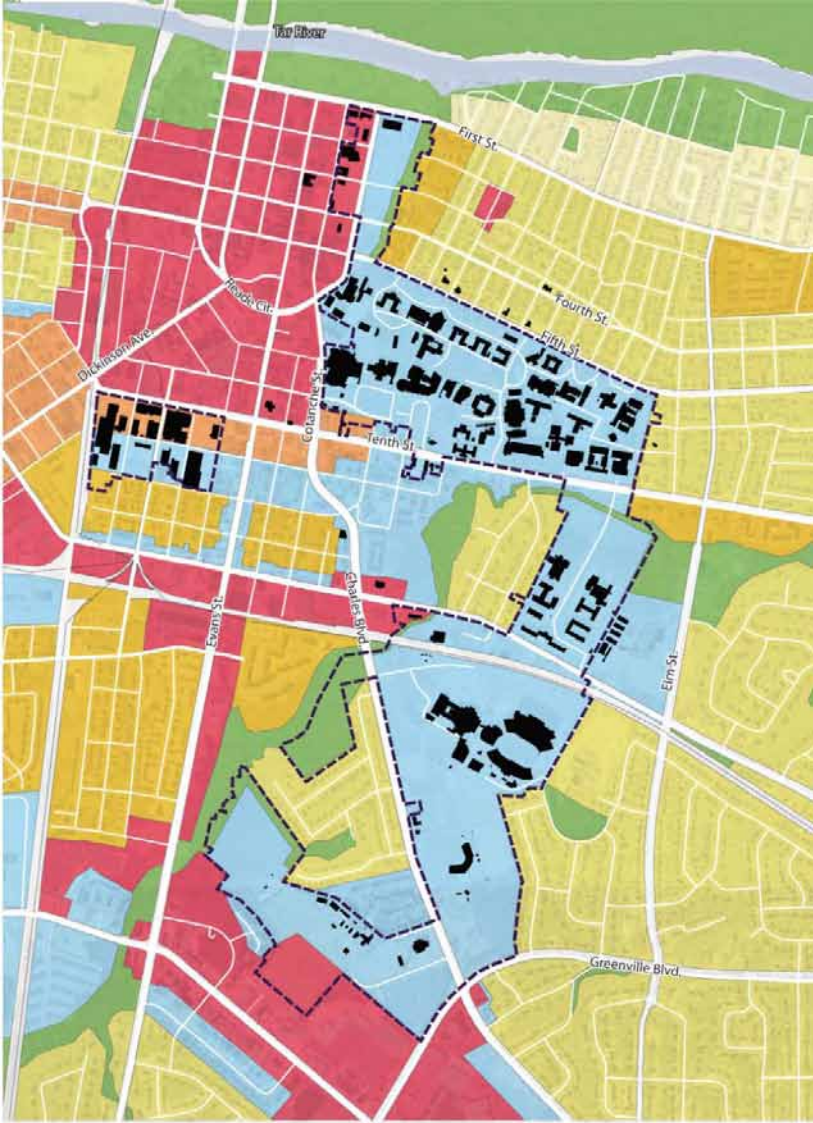 Tar River
First St.
Fourth St.
Fifth St.
Reade Cir.
Dickinson Ave.
Cotanche St.
Tenth St.
Charles Blvd.
Evans St.
Elm St.
Greenville Blvd.